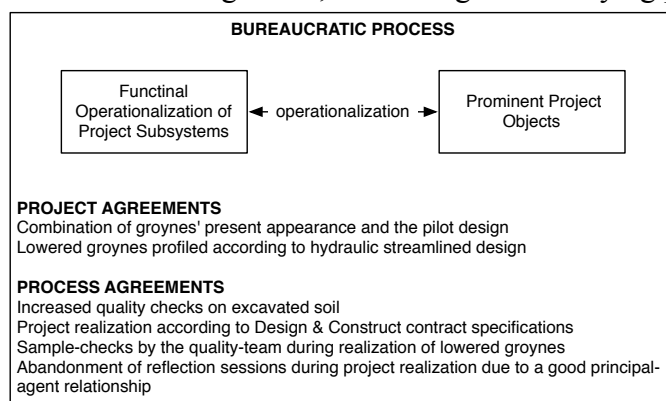 BUREAUCRATIC PROCESS
Functinal
Operationalization of
Project Subsystems
operationalization
Prominent Project
Objects
PROJECT AGREEMENTS
Combination of groynes' present appearance and the pilot design
Lowered groynes profiled according to hydraulic streamlined design
PROCESS AGREEMENTS
Increased quality checks on excavated soil
Project realization according to Design & Construct contract specifications
Sample-checks by the quality-team during realization of lowered groynes
Abandonment of reflection sessions during project realization due to a good principal-
agent relationship